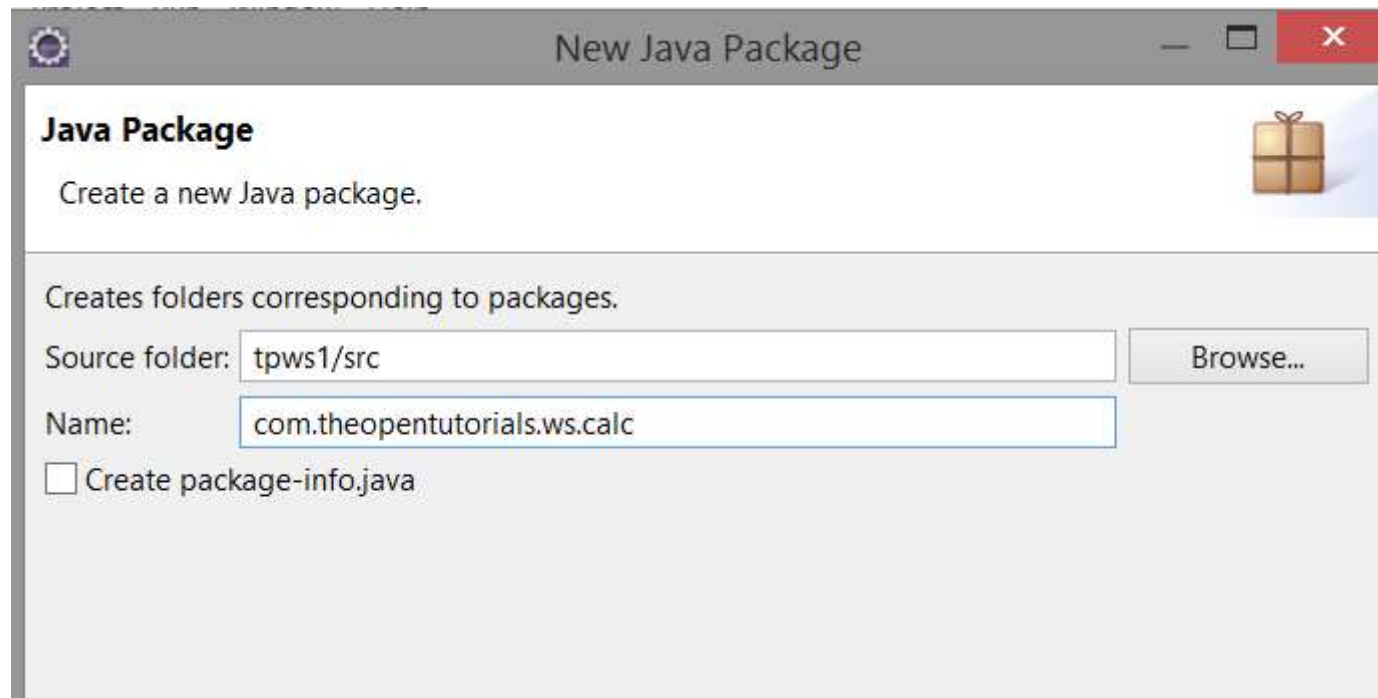 New Java Package
Java Package
Create a new Java package.
Creates folders corresponding to packages.
Source folder: tpws1/src Browse...
Name: com.theopentutorials.ws.calc
Create package-info.java